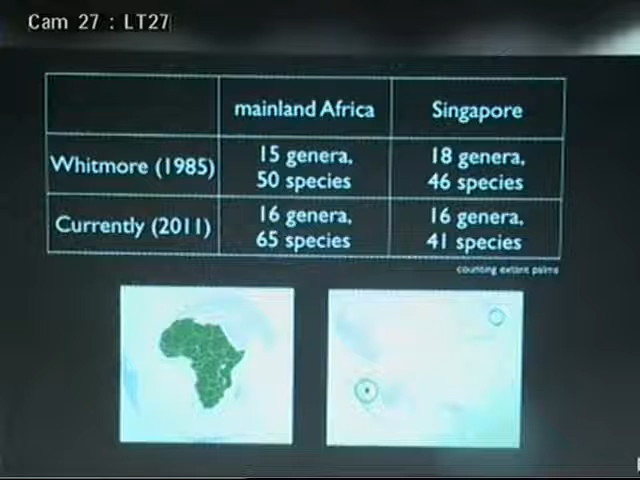 Cam 27 : LT27
mainland Africa
Singapore
Whitmore (1985)
15 genera,
50 species
18 genera,
46 species
Currently (2011)
16 genera,
65 species
16 genera,
41 species
counting extant palms